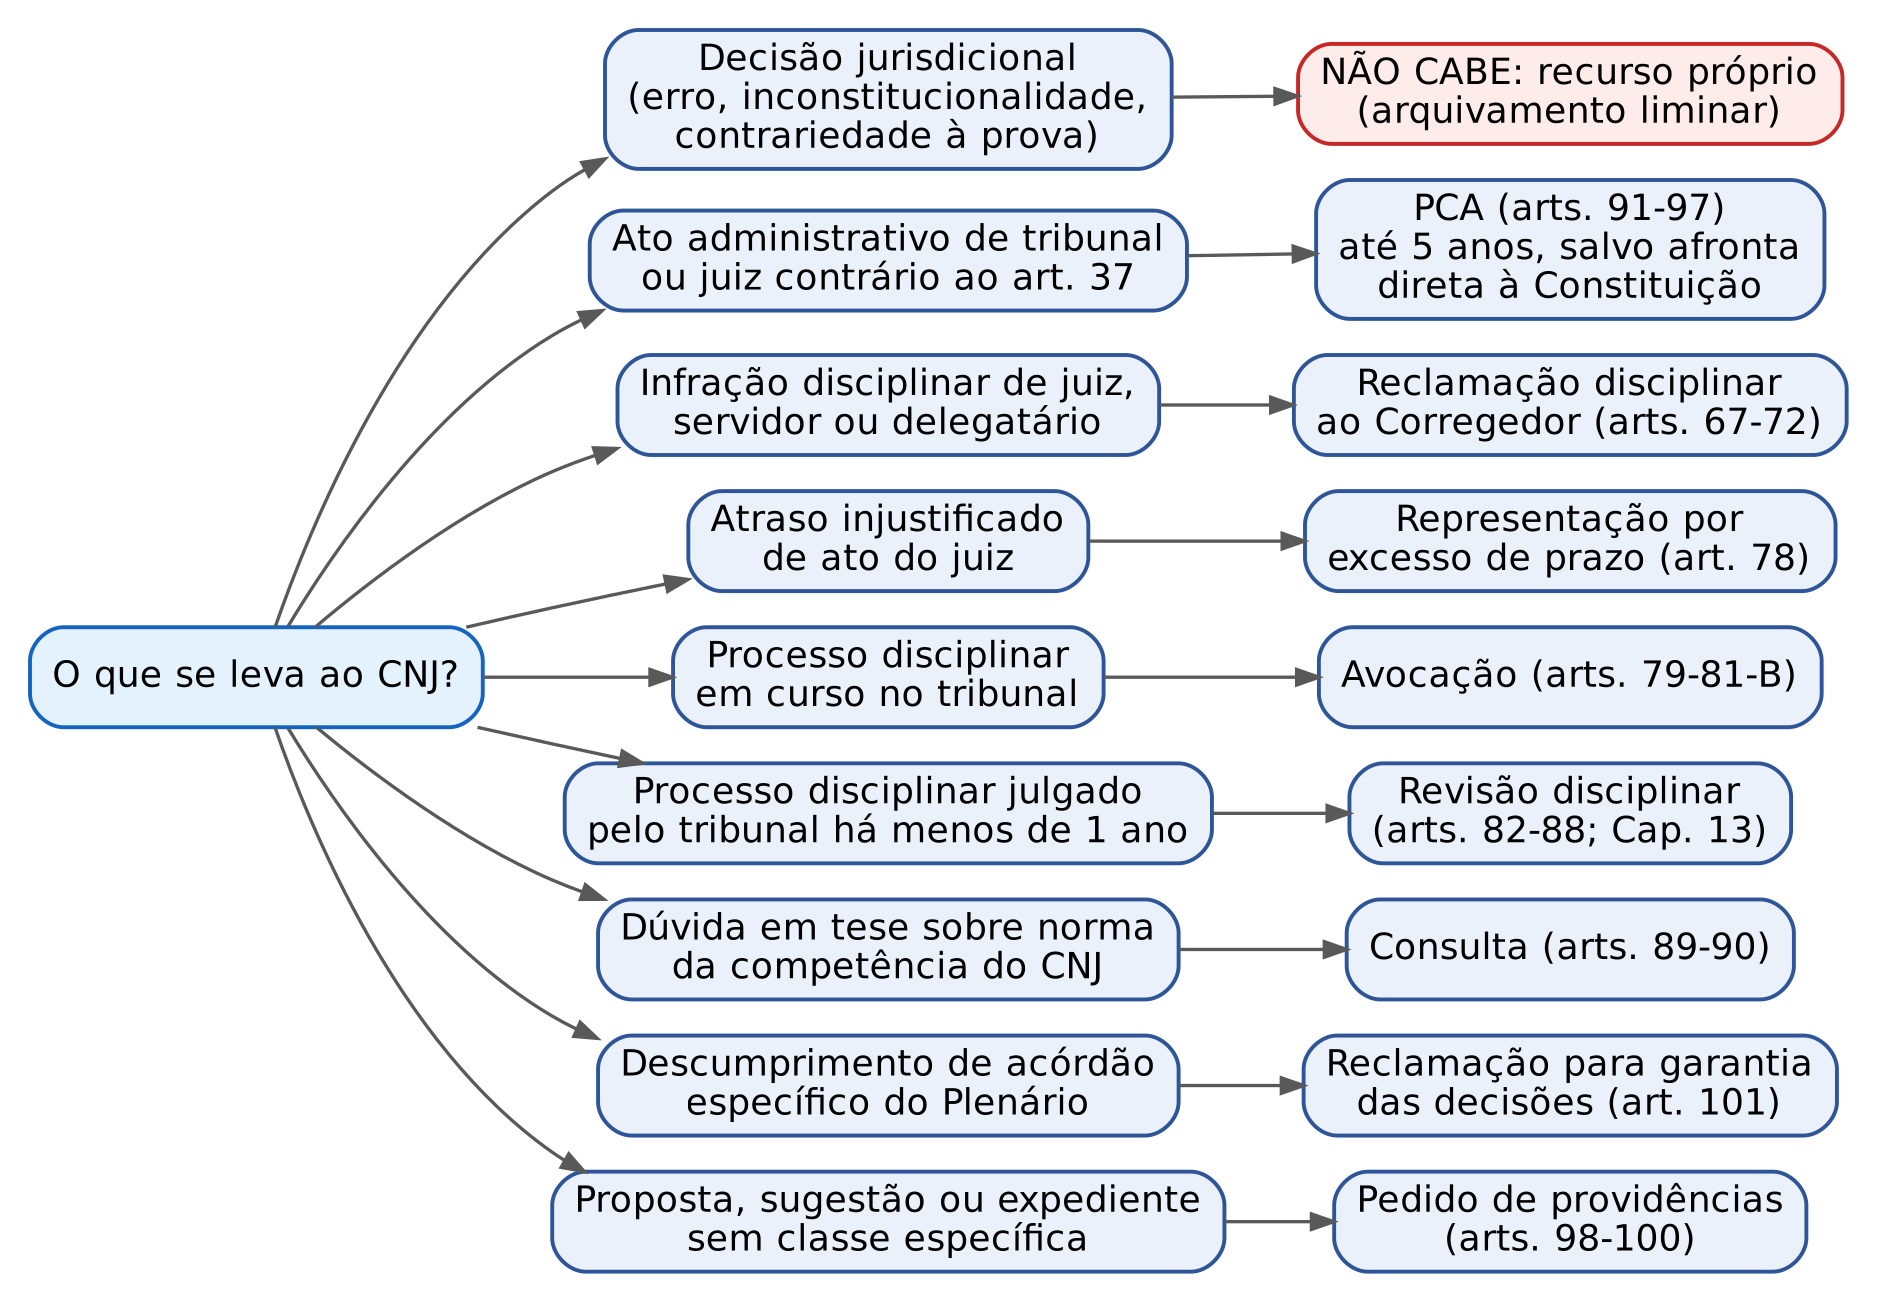 O que se leva ao CNJ?
Decisão jurisdicional
(erro, inconstitucionalidade,
contrariedade à prova)
NÃO CABE: recurso próprio
(arquivamento liminar)
Ato administrativo de tribunal
ou juiz contrário ao art. 37
PCA (arts. 91-97)
até 5 anos, salvo afronta
direta à Constituição
Infração disciplinar de juiz,
servidor ou delegatário
Reclamação disciplinar
ao Corregedor (arts. 67-72)
Atraso injustificado
de ato do juiz
Representação por
excesso de prazo (art. 78)
Processo disciplinar
em curso no tribunal
Avocação (arts. 79-81-B)
Processo disciplinar julgado
pelo tribunal há menos de 1 ano
Revisão disciplinar
(arts. 82-88; Cap. 13)
Dúvida em tese sobre norma
da competência do CNJ
Consulta (arts. 89-90)
Descumprimento de acórdão
específico do Plenário
Reclamação para garantia
das decisões (art. 101)
Proposta, sugestão ou expediente
sem classe específica
Pedido de providências
(arts. 98-100)